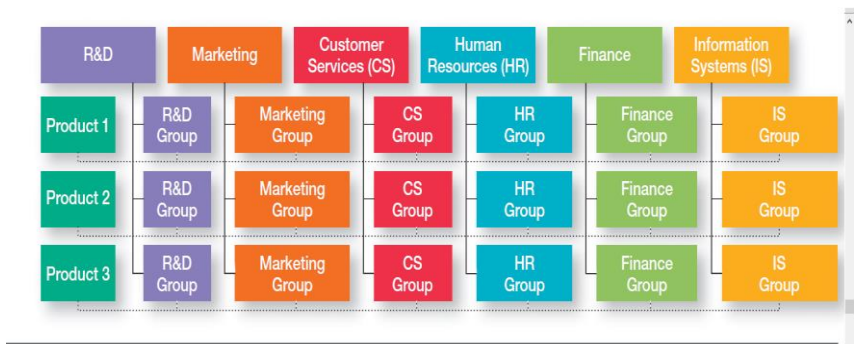 R&D
Marketing
Customer
Services (CS)
Human
Resources (HR)
Finance
Information
Systems (IS)
Product 1
R&D
Group
Marketing
Group
CS
Group
HR
Group
Finance
Group
IS
Group
Product 2
R&D
Group
Marketing
Group
CS
Group
HR
Group
Finance
Group
IS
Group
Product 3
R&D
Group
Marketing
Group
CS
Group
HR
Group
Finance
Group
IS
Group